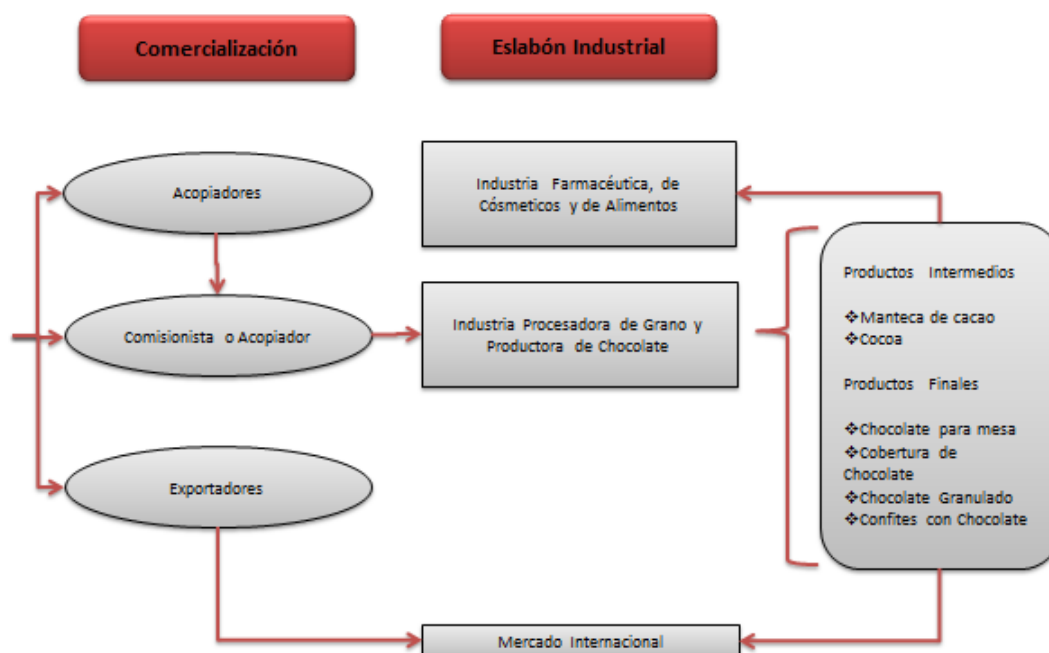 Comercialización
Eslabón Industrial
Acopiadores
Industria Farmacéutica, de
Cósmeticos y de Alimentos
Comisionista o Acopiador
Industria Procesadora de Grano y
Productora de Chocolate
Exportadores
Productos Intermedios
❖Manteca de cacao
❖Cocoa
Productos Finales
❖Chocolate para mesa
❖Cobertura de
Chocolate
❖Chocolate Granulado
❖Confites con Chocolate
Mercado Internacional